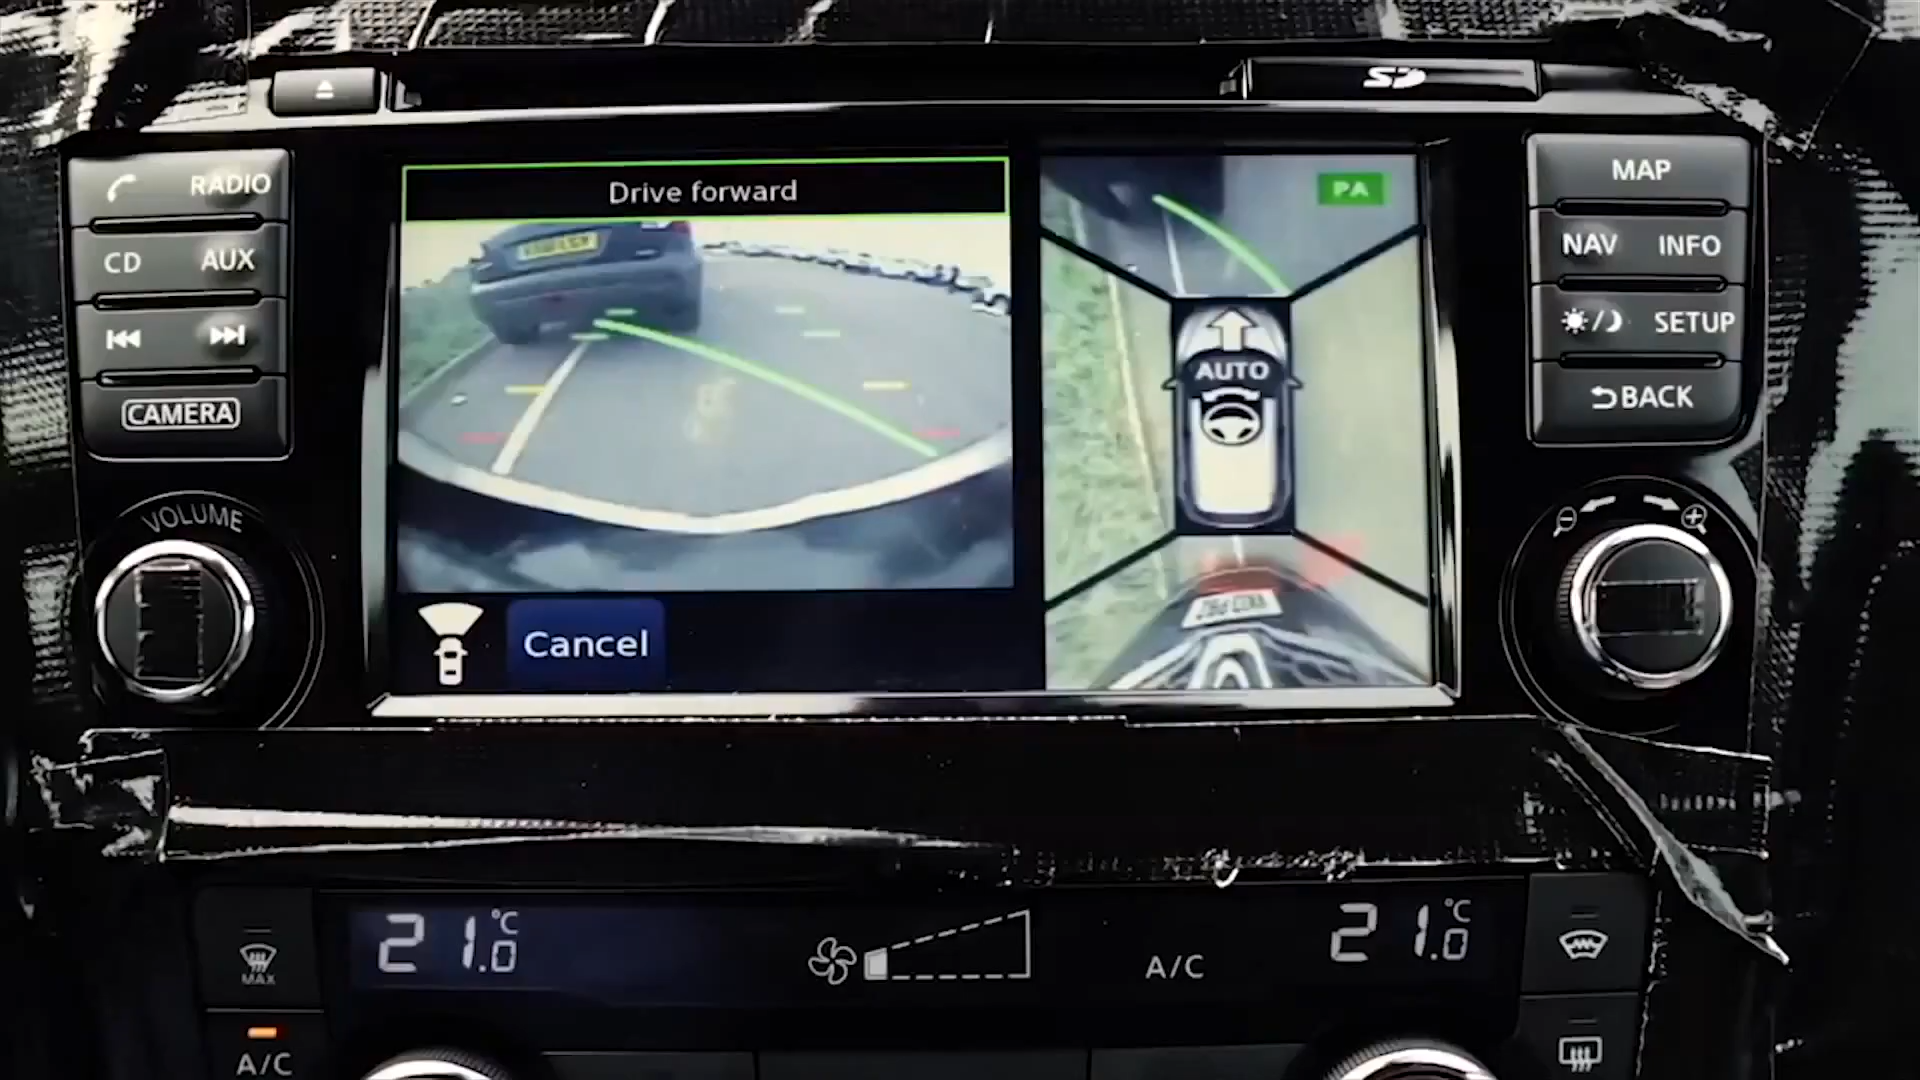 SD
RADIO
CD AUX
CAMERA
VOLUME
Drive forward
PA
AUTO
Cancel
MAP
NAV INFO
/ SETUP
BACK
21.0 °C
A/C
21.0 °C
MAX
A/C